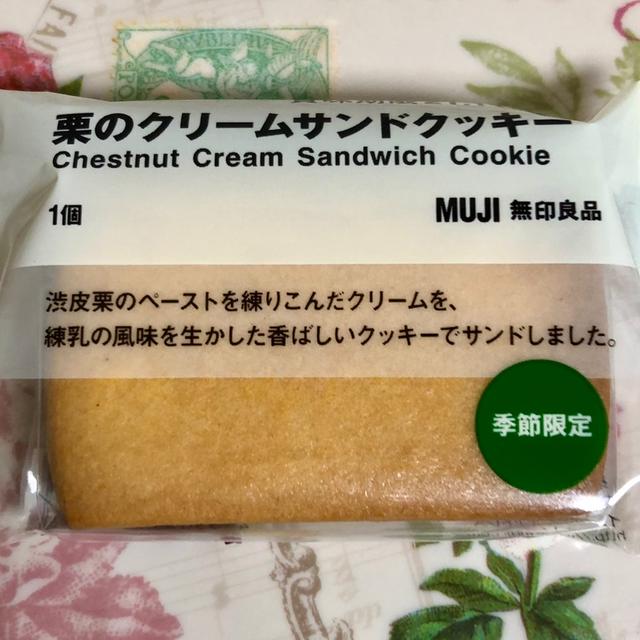 栗のクリームサンドクッキー
Chestnut Cream Sandwich Cookie
1個
MUJI 無印良品
渋皮栗のペーストを練りこんだクリームを、
練乳の風味を生かした香ばしいクッキーでサンドしました。
季節限定